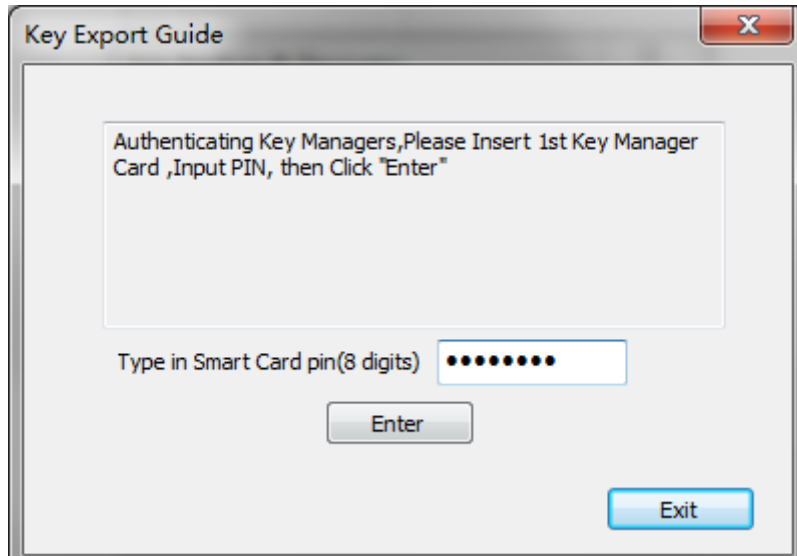 Key Export Guide
Authenticating Key Managers,Please Insert 1st Key Manager
Card ,Input PIN, then Click "Enter"
Type in Smart Card pin(8 digits) ●●●●●●●●
Enter
Exit